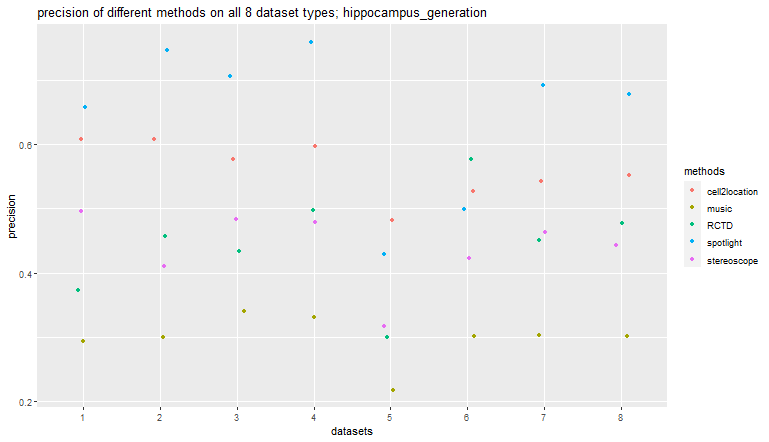 precision of different methods on all 8 dataset types; hippocampus_generation
0.6
0.4
0.2
precision
1 2 3 4 5 6 7 8
datasets
methods
cell2location
music
RCTD
spotlight
stereoscope